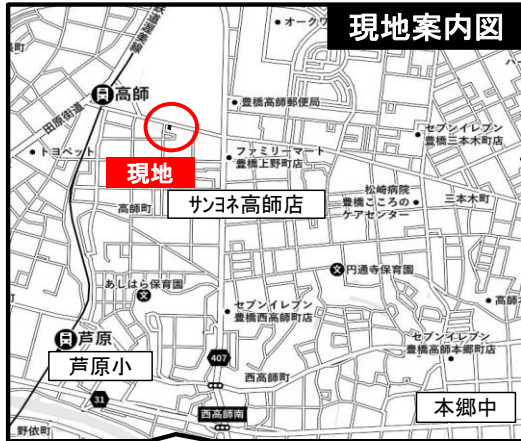 現地案内図
オークワ
鉄道渥美線
高師
豊橋高師郵便局
田原街道
トヨペット
セブンイレブン
豊橋三本木町店
ファミリーマート
豊橋上野町店
現地
松崎病院
豊橋こころの
ケアセンター
三本木町
高師町
サンヨネ高師店
円通寺保育園
あしはら保育園
高師
セブンイレブン
豊橋西高師町店
芦原
芦原小
407
セブンイレブン
豊橋高師本郷町店
西高師町
31
西高師南
本郷中
上野依町